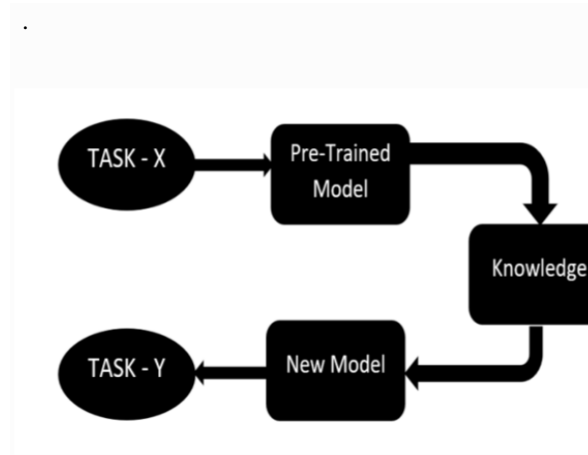 .
TASK - X
Pre-Trained
Model
Knowledge
New Model
TASK - Y